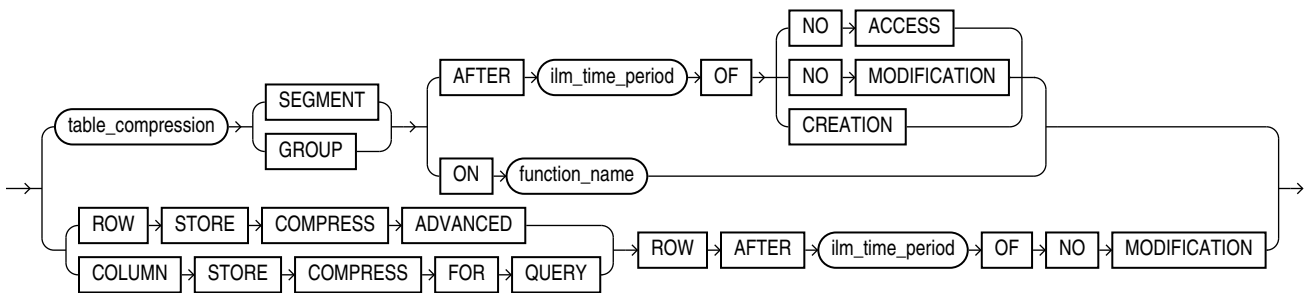 NO ACCESS
AFTER ilm_time_period OF NO MODIFICATION
SEGMENT
table_compression
GROUP
CREATION
ON function_name
ROW STORE COMPRESS ADVANCED
ROW AFTER ilm_time_period OF NO MODIFICATION
COLUMN STORE COMPRESS FOR QUERY